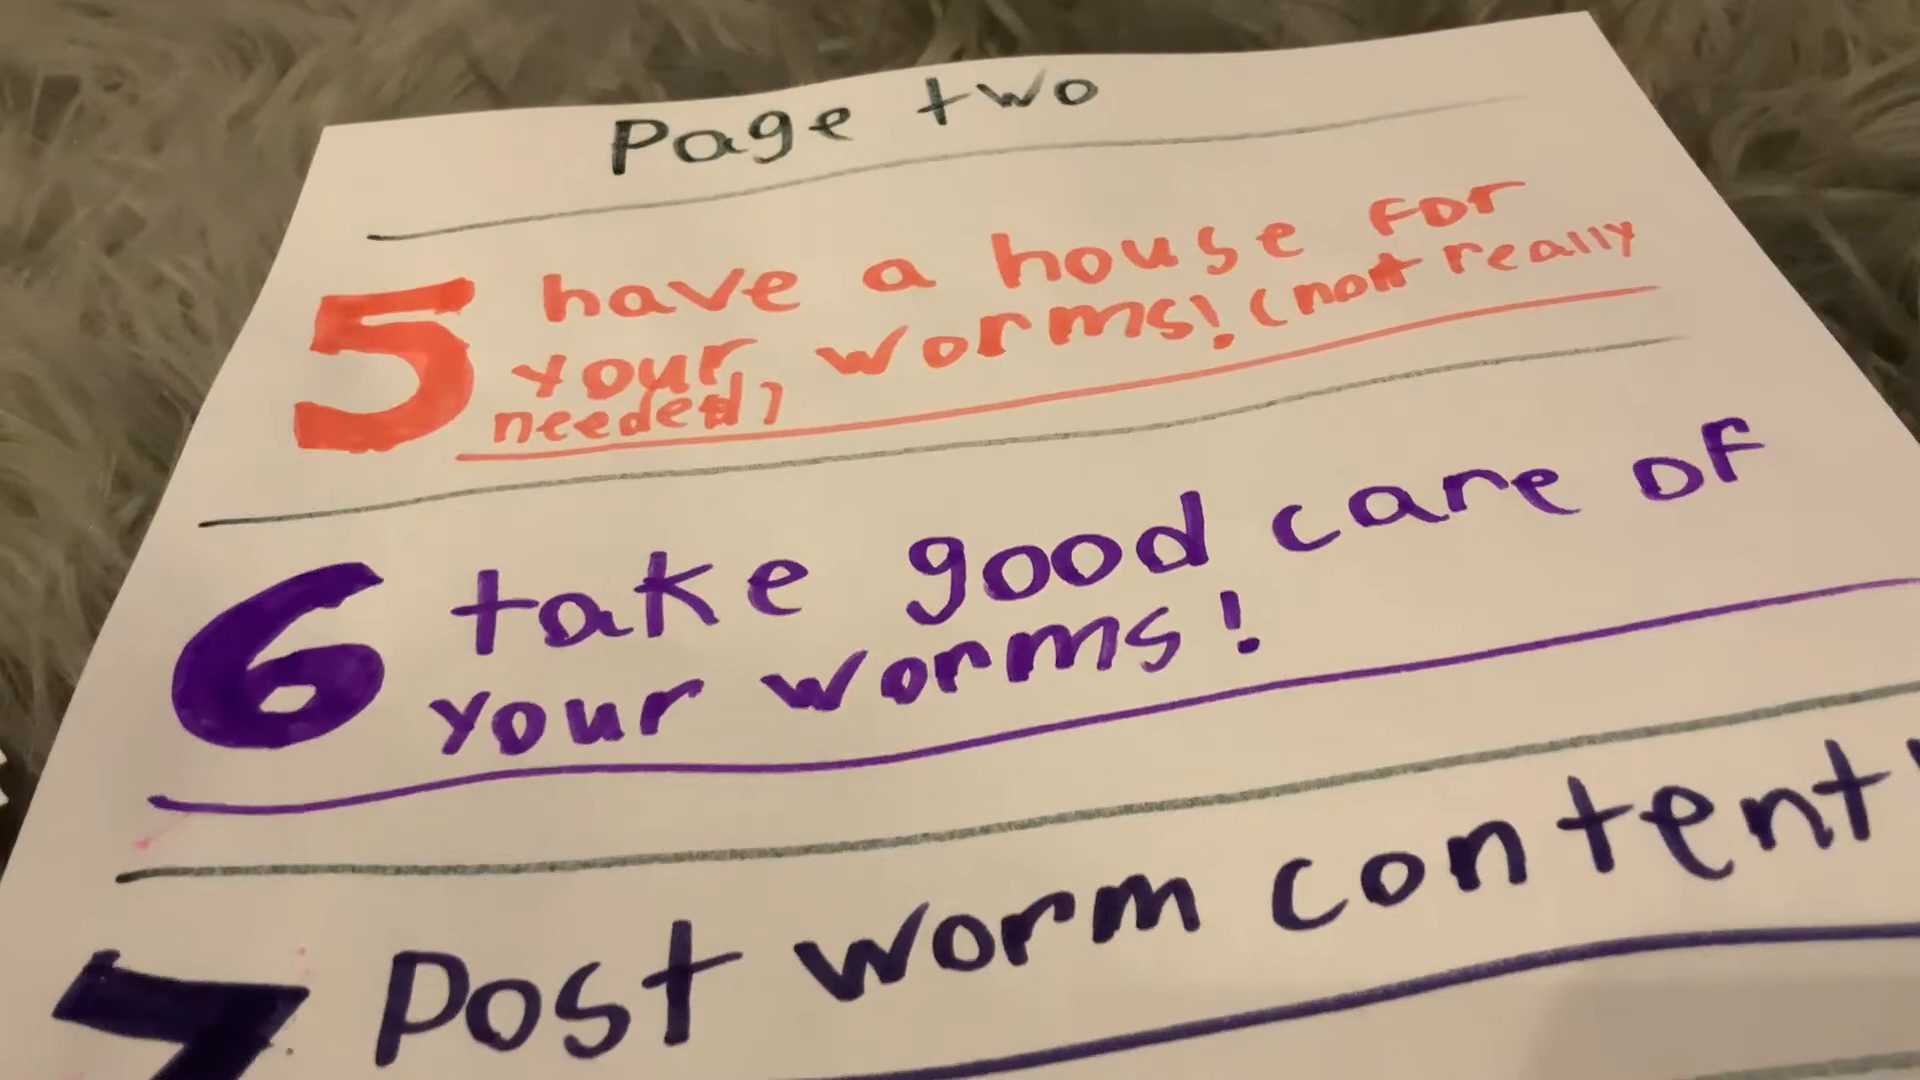 Page two
5 have a house for
your worms! (not really
needed)
6 take good care of
your worms!
7 Post worm content